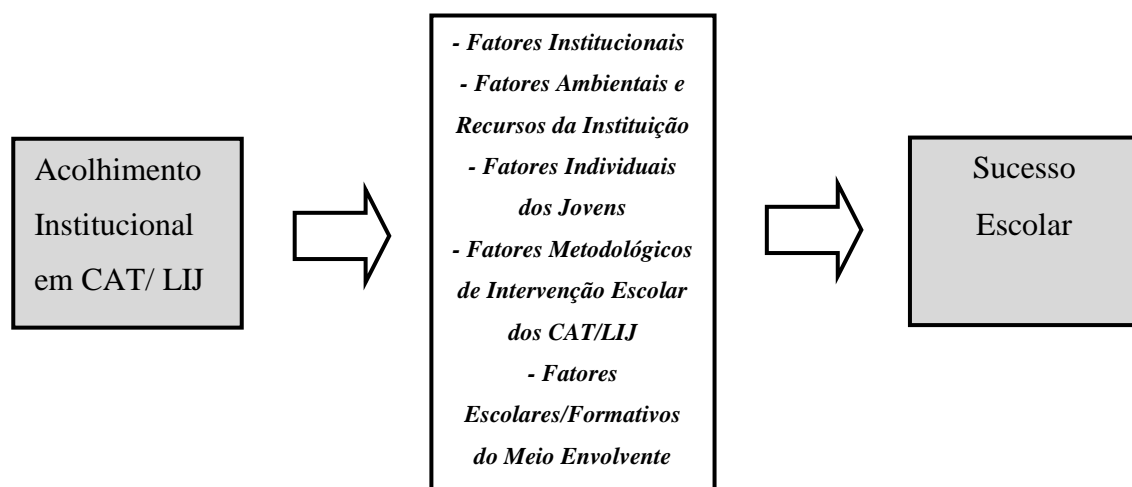 Acolhimento
Institucional
em CAT/ LIJ
- Fatores Institucionais
- Fatores Ambientais e
Recursos da Instituição
- Fatores Individuais
dos Jovens
- Fatores Metodológicos
de Intervenção Escolar
dos CAT/LIJ
- Fatores
Escolares/Formativos
do Meio Envolvente
Sucesso
Escolar